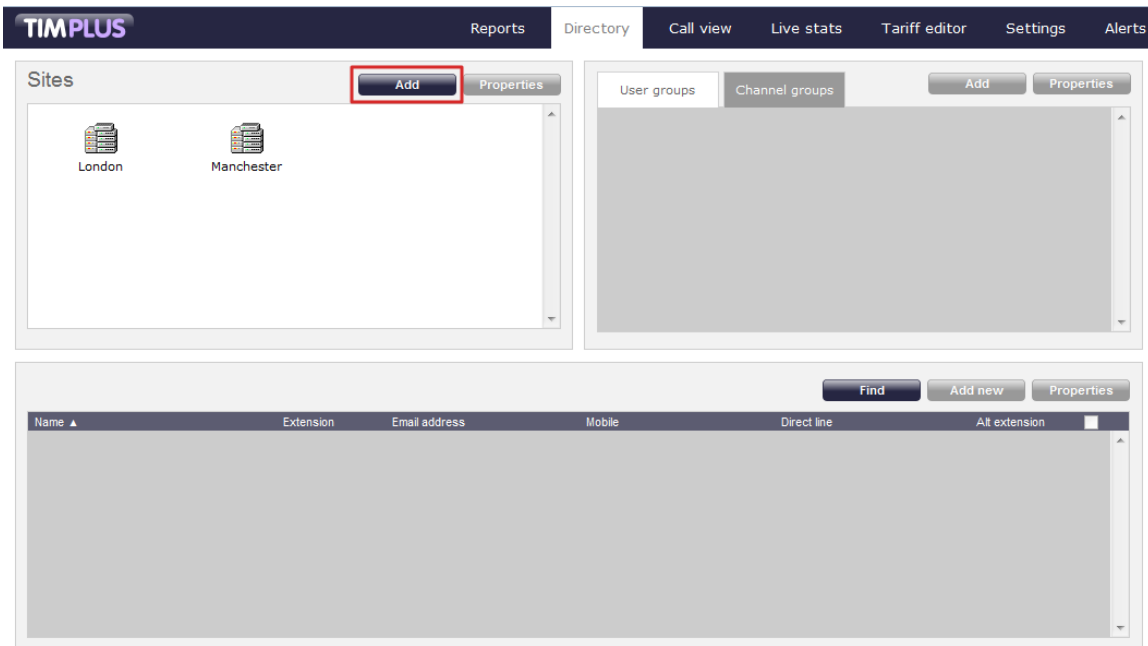 TIMPLUS Reports Directory Call view Live stats Tariff editor Settings Alerts
Sites Add Properties
London Manchester
User groups Channel groups Add Properties
Find Add new Properties
Name ▲ Extension Email address Mobile Direct line Alt extension